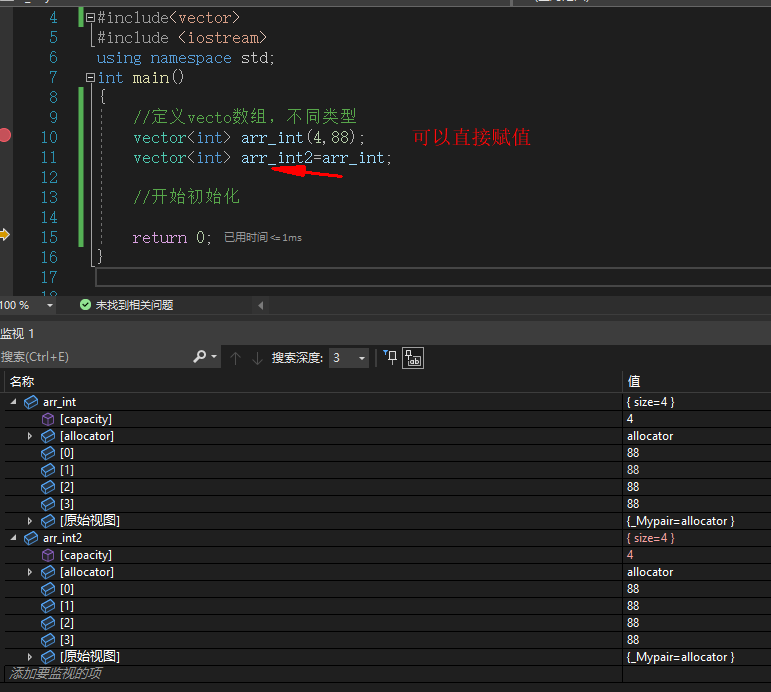 4 #include<vector>
5 #include <iostream>
6 using namespace std;
7 int main()
8 {
9 //定义vecto数组，不同类型
10 vector<int> arr_int(4,88); 可以直接赋值
11 vector<int> arr_int2=arr_int;
12
13 //开始初始化
14
15 return 0; 已用时间<=1ms
16 }
17
100 % 未找到相关问题
监视 1
搜索(Ctrl+E) 搜索深度: 3
名称 值
arr_int { size=4 }
[capacity] 4
[allocator] allocator
[0] 88
[1] 88
[2] 88
[3] 88
[原始视图] {_Mypair=allocator }
arr_int2 { size=4 }
[capacity] 4
[allocator] allocator
[0] 88
[1] 88
[2] 88
[3] 88
[原始视图] {_Mypair=allocator }
添加要监视的项